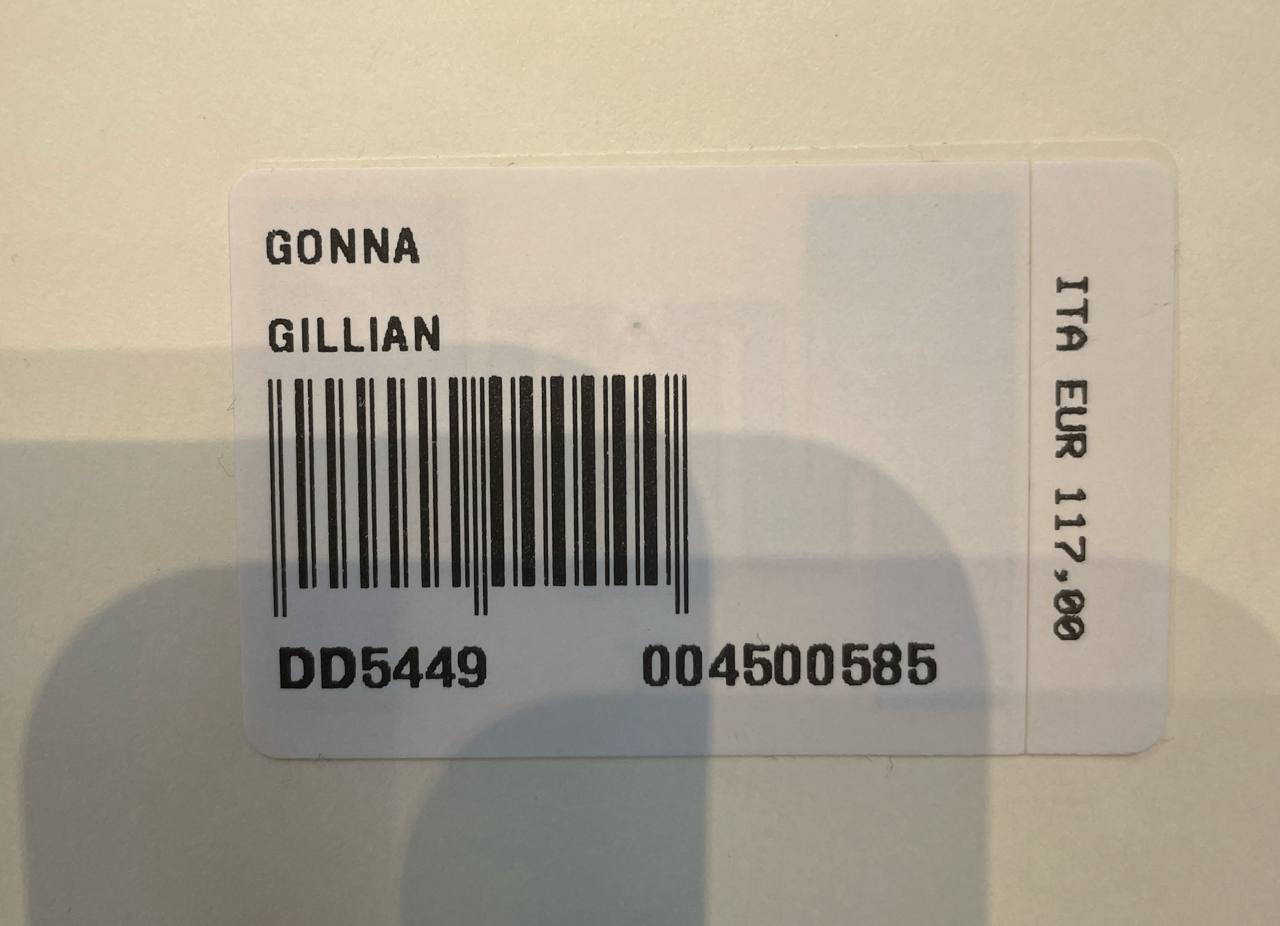 GONNA
GILLIAN
DD5449 004500585
ITA EUR 117,00